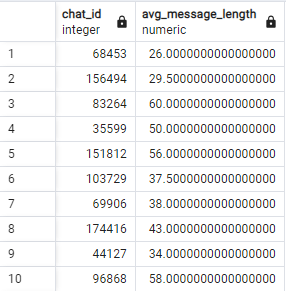 chat_id avg_message_length
integer numeric
1 68453 26.0000000000000000
2 156494 29.5000000000000000
3 83264 60.0000000000000000
4 35599 50.0000000000000000
5 151812 56.0000000000000000
6 103729 37.5000000000000000
7 69906 38.0000000000000000
8 174416 43.0000000000000000
9 44127 34.0000000000000000
10 96868 58.0000000000000000